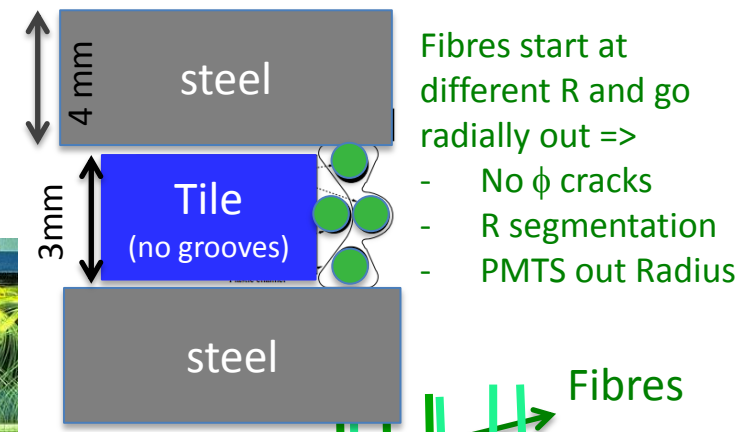 4 mm
steel
Fibres start at
different R and go
radially out =>
- No ϕ cracks
- R segmentation
- PMTS out Radius
3mm
Tile
(no grooves)
steel
Fibres